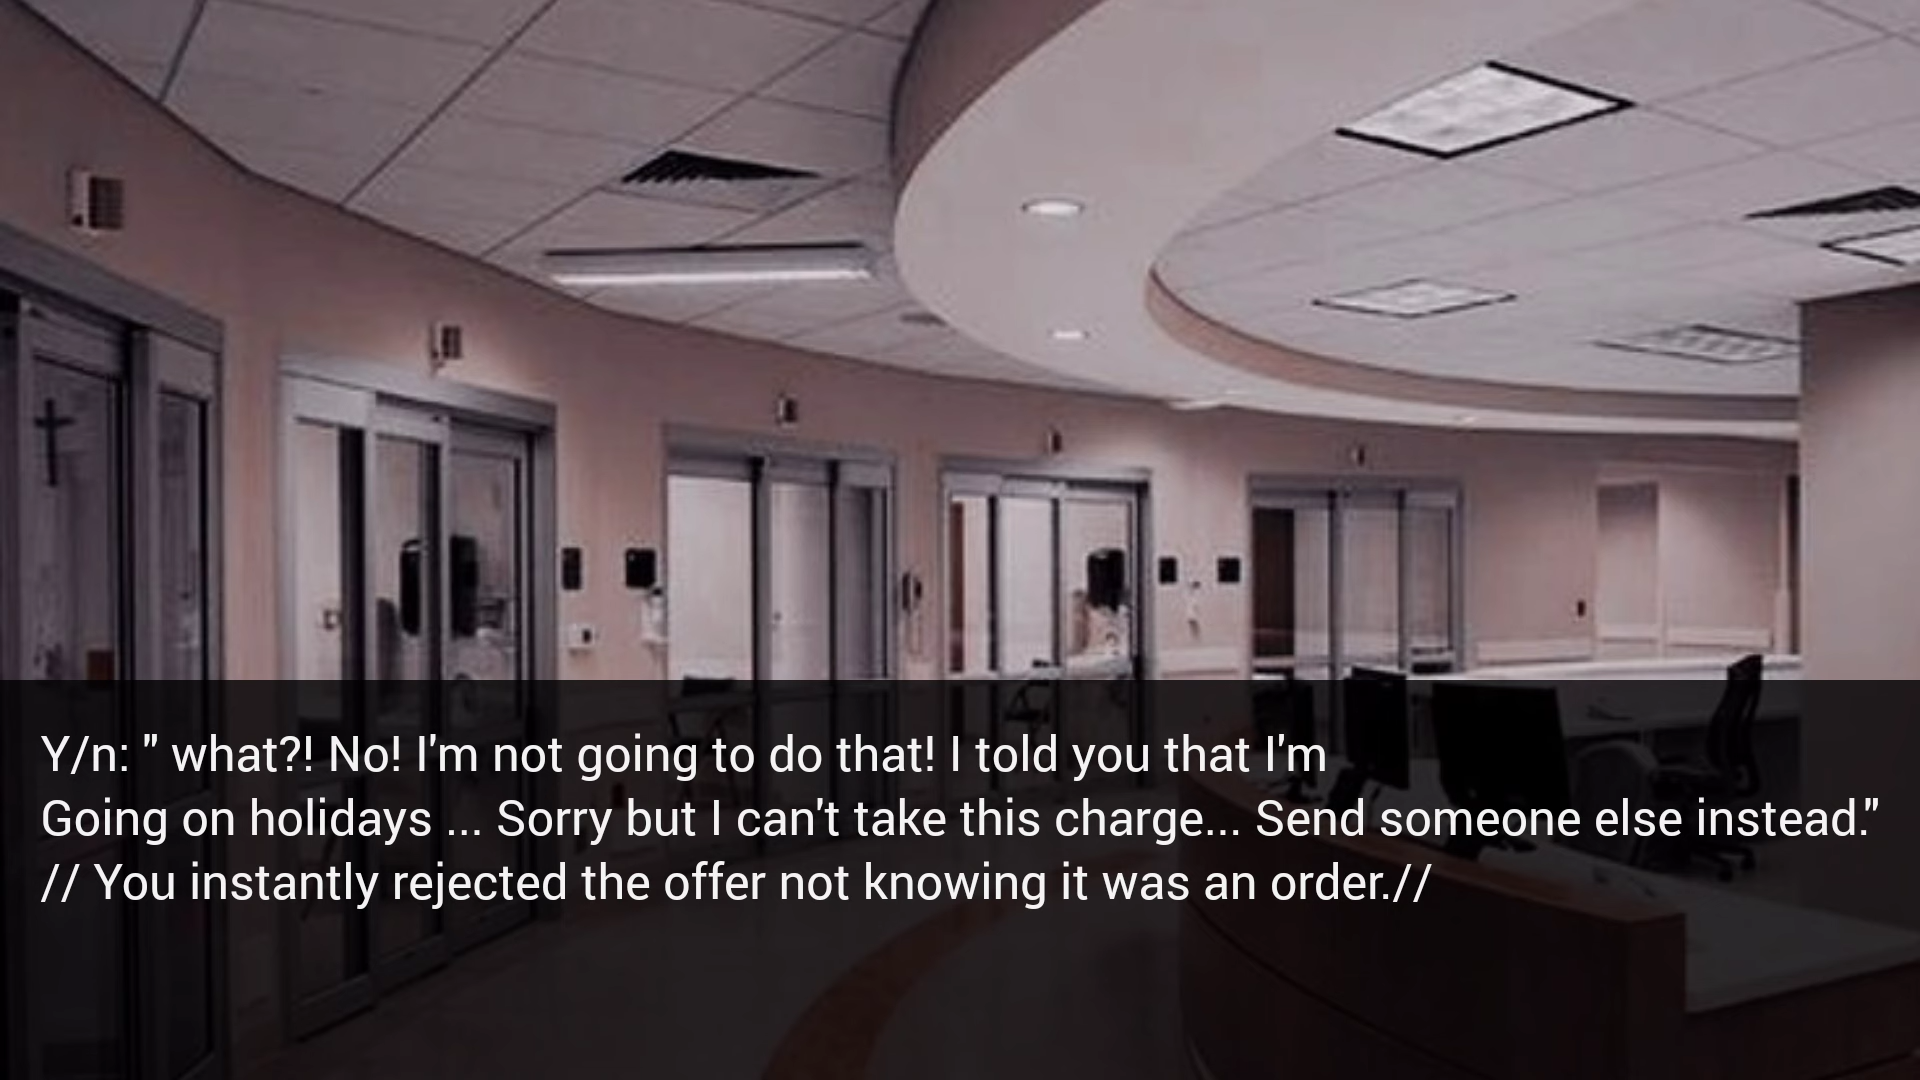 Y/n: " what?! No! I'm not going to do that! I told you that I'm
Going on holidays ... Sorry but I can't take this charge... Send someone else instead."
// You instantly rejected the offer not knowing it was an order.//